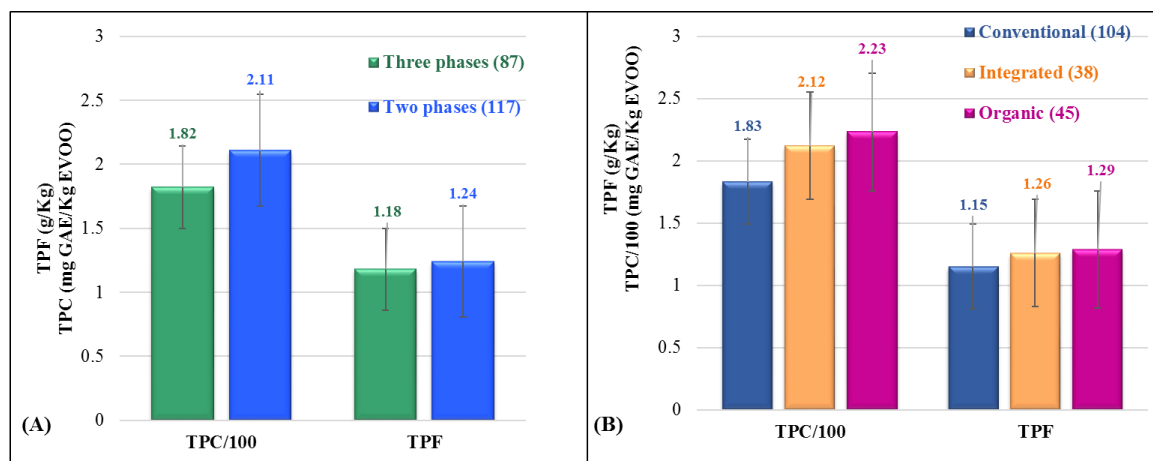 3
2.5
2
1.5
1
0.5
0
TPF (g/Kg)
TPC (mg GAE/Kg EVOO)
Three phases (87)
Two phases (117)
1.82
2.11
1.18
1.24
TPC/100
TPF
(A)
3
2.5
2
1.5
1
0.5
0
TPF (g/Kg)
TPC/100 (mg GAE/Kg EVOO)
Conventional (104)
Integrated (38)
Organic (45)
1.83
2.12
2.23
1.15
1.26
1.29
TPC/100
TPF
(B)